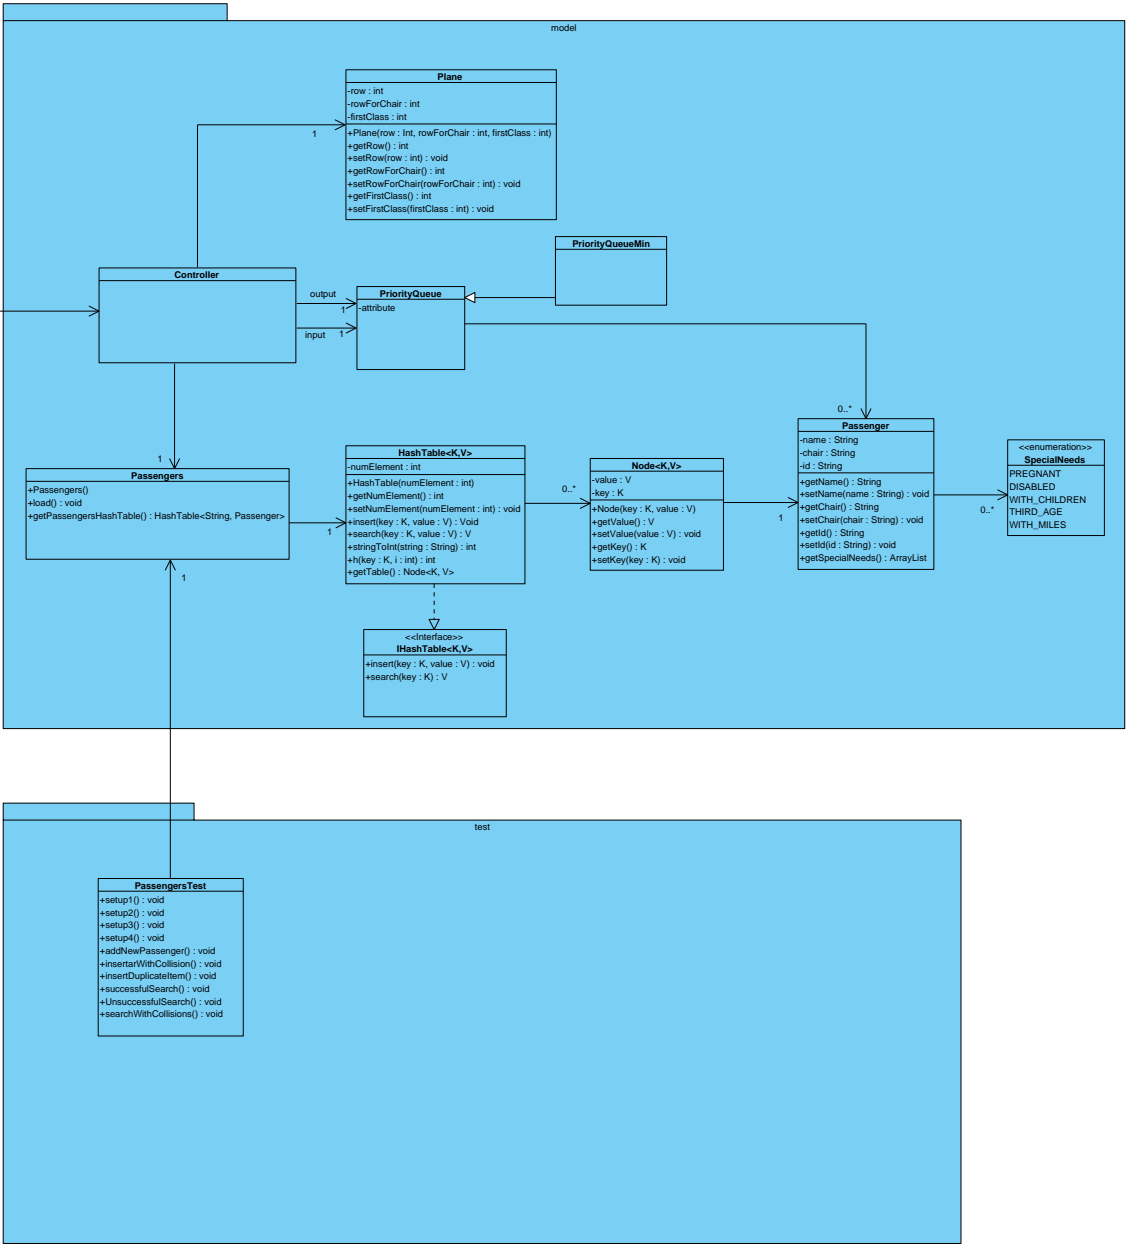 model
Plane
-row : int
-rowForChair : int
-firstClass : int
+Plane(row : Int, rowForChair : int, firstClass : int)
+getRow() : int
+setRow(row : int) : void
+getRowForChair() : int
+setRowForChair(rowForChair : int) : void
+getFirstClass() : int
+setFirstClass(firstClass : int) : void
1
PriorityQueueMin
Controller
output
1
input
1
PriorityQueue
-attribute
0..*
1
Passengers
+Passengers()
+load() : void
+getPassengersHashTable() : HashTable<String, Passenger>
1
HashTable<K,V>
-numElement : int
+HashTable(numElement : int)
+getNumElement() : int
+setNumElement(numElement : int) : void
+insert(key : K, value : V) : Void
+search(key : K, value : V) : V
+stringToInt(string : String) : int
+h(key : K, i : int) : int
+getTable() : Node<K, V>
0..*
Node<K,V>
-value : V
-key : K
+Node(key : K, value : V)
+getValue() : V
+setValue(value : V) : void
+getKey() : K
+setKey(key : K) : void
1
Passenger
-name : String
-chair : String
-id : String
+getName() : String
+setName(name : String) : void
+getChair() : String
+setChair(chair : String) : void
+getId() : String
+setId(id : String) : void
+getSpecialNeeds() : ArrayList
0..*
<<enumeration>>
SpecialNeeds
PREGNANT
DISABLED
WITH_CHILDREN
THIRD_AGE
WITH_MILES
<<Interface>>
IHashTable<K,V>
+insert(key : K, value : V) : void
+search(key : K) : V
1
test
PassengersTest
+setup1() : void
+setup2() : void
+setup3() : void
+setup4() : void
+addNewPassenger() : void
+insertarWithCollision() : void
+insertDuplicateItem() : void
+successfulSearch() : void
+UnsuccessfulSearch() : void
+searchWithCollisions() : void